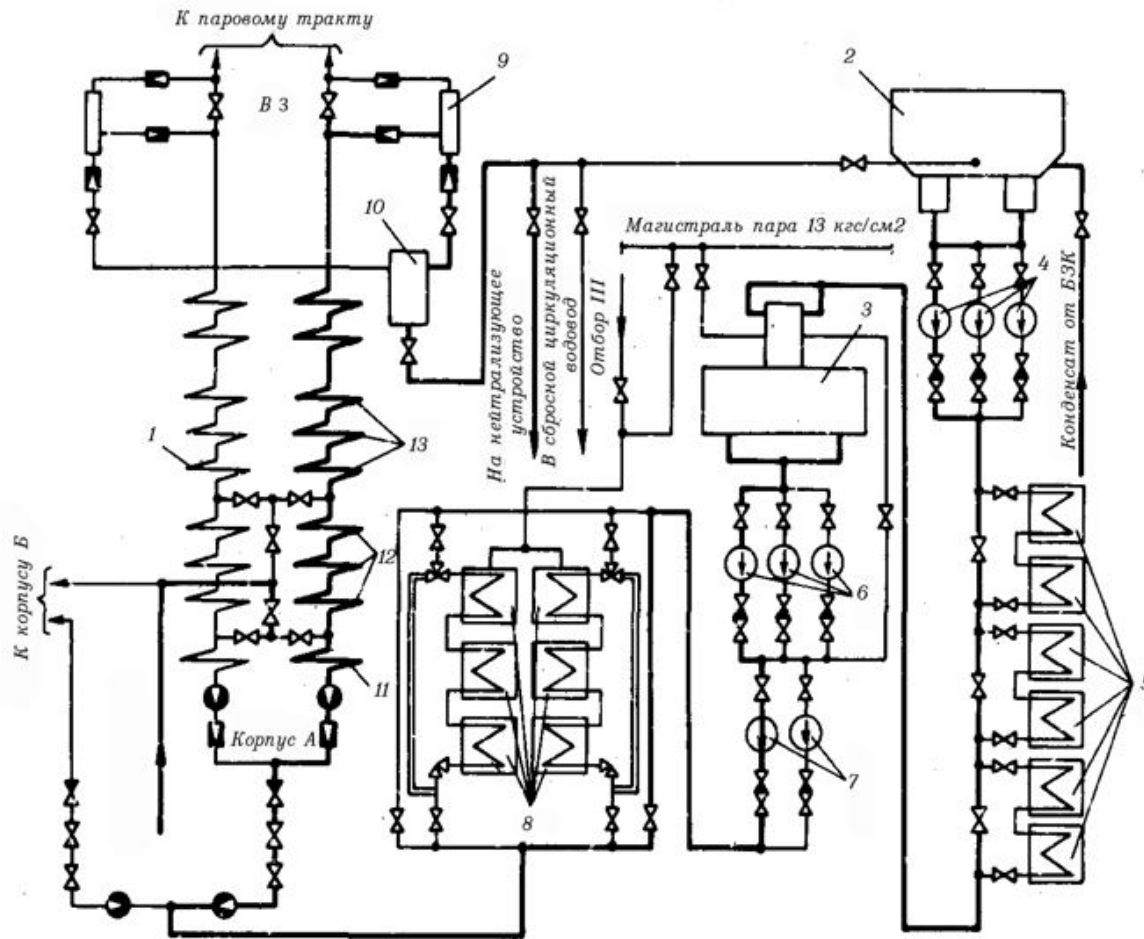 К паровому тракту
9
В 3
2
10
Магистраль пара 13 кгс/см2
4
На нейтрализующее
устройство
В сбросной циркуляционный
водовод
Отбор III
3
Конденсат от БЗК
1
13
12
К корпусу Б
6
5
11
Корпус А
7
8